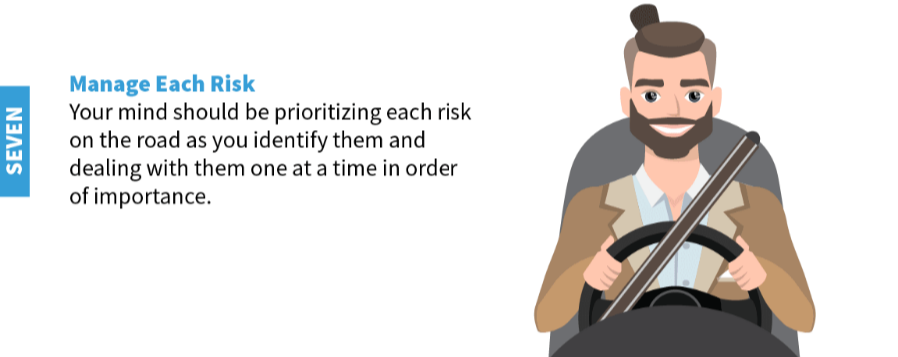 SEVEN
Manage Each Risk
Your mind should be prioritizing each risk
on the road as you identify them and
dealing with them one at a time in order
of importance.